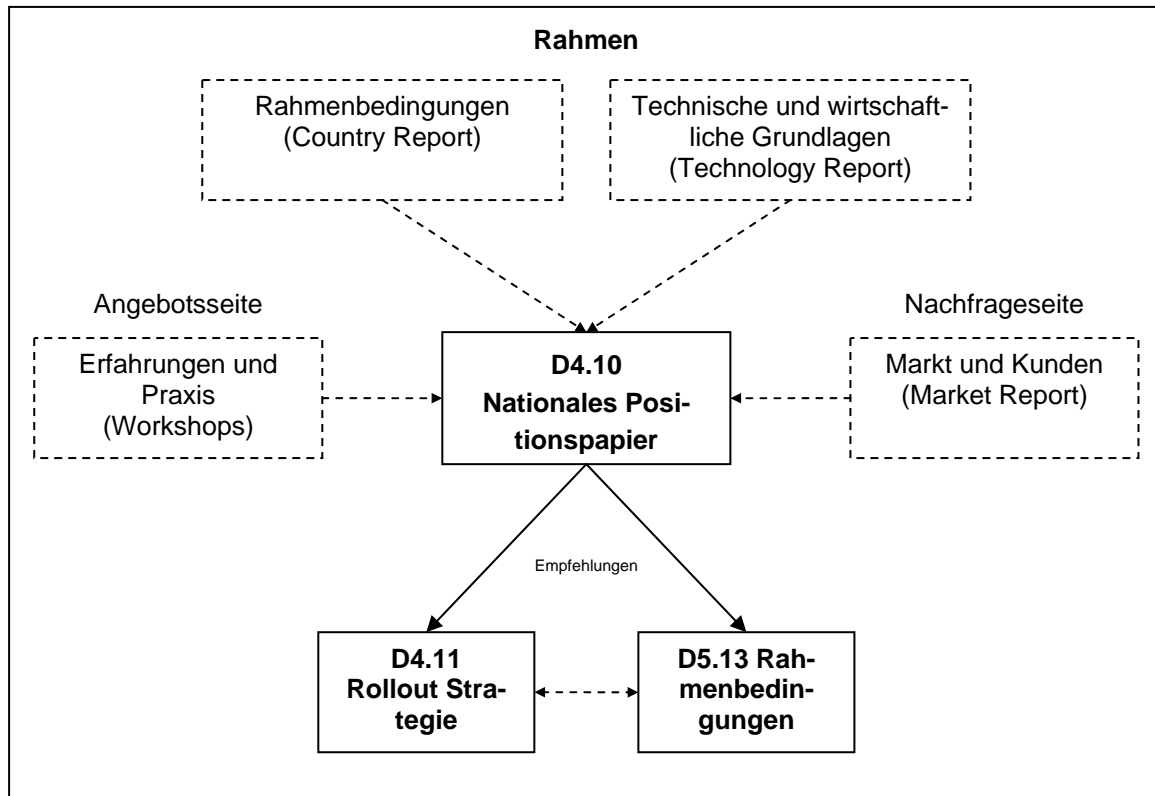 Rahmen
Rahmenbedingungen
(Country Report)
Technische und wirtschaft-
liche Grundlagen
(Technology Report)
Angebotsseite
Erfahrungen und
Praxis
(Workshops)
D4.10
Nationales Posi-
tionspapier
Nachfrageseite
Markt und Kunden
(Market Report)
Empfehlungen
D4.11
Rollout Stra-
tegie
D5.13 Rah-
menbedin-
gungen